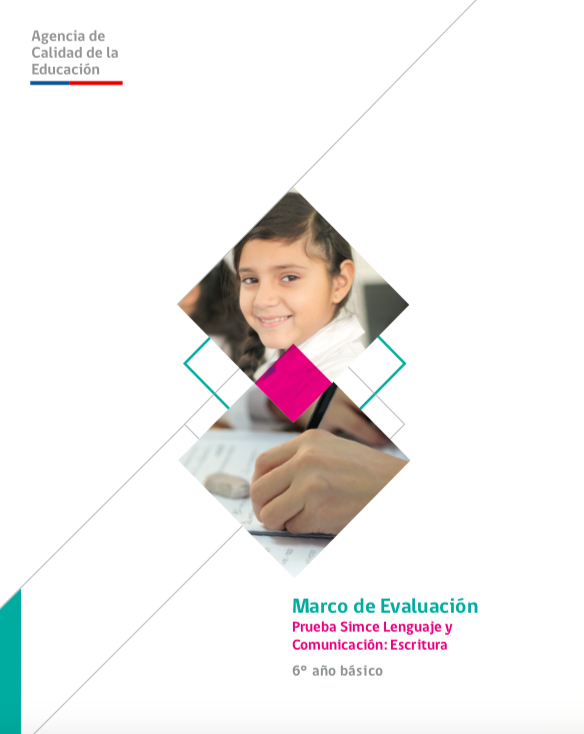 Agencia de
Calidad de la
Educación
Marco de Evaluación
Prueba Simce Lenguaje y
Comunicación: Escritura
6° año básico